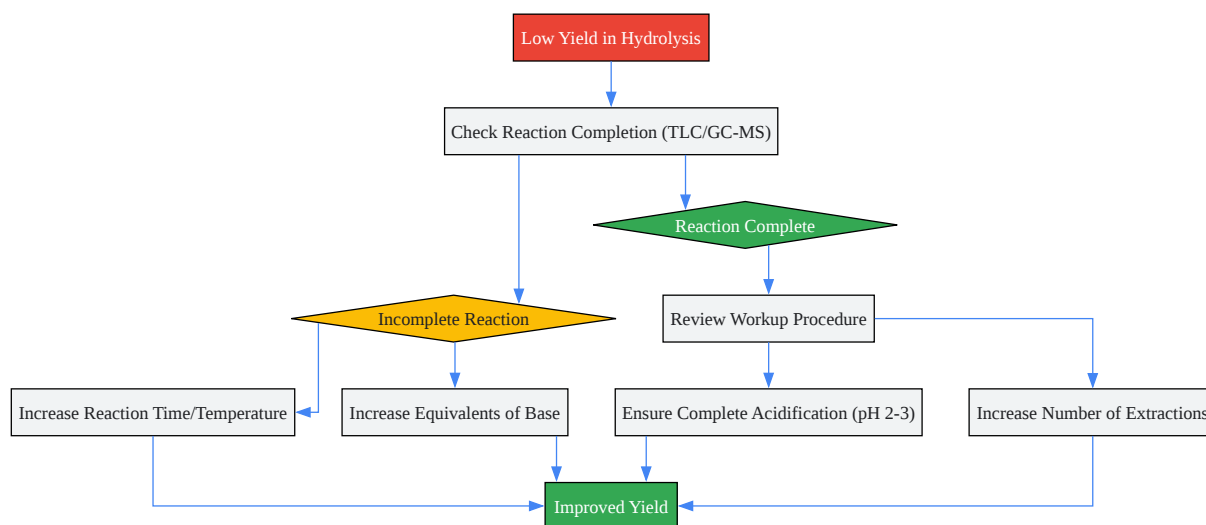 Low Yield in Hydrolysis
Check Reaction Completion (TLC/GC-MS)
Reaction Complete
Incomplete Reaction
Review Workup Procedure
Increase Reaction Time/Temperature
Increase Equivalents of Base
Ensure Complete Acidification (pH 2-3)
Increase Number of Extractions
Improved Yield